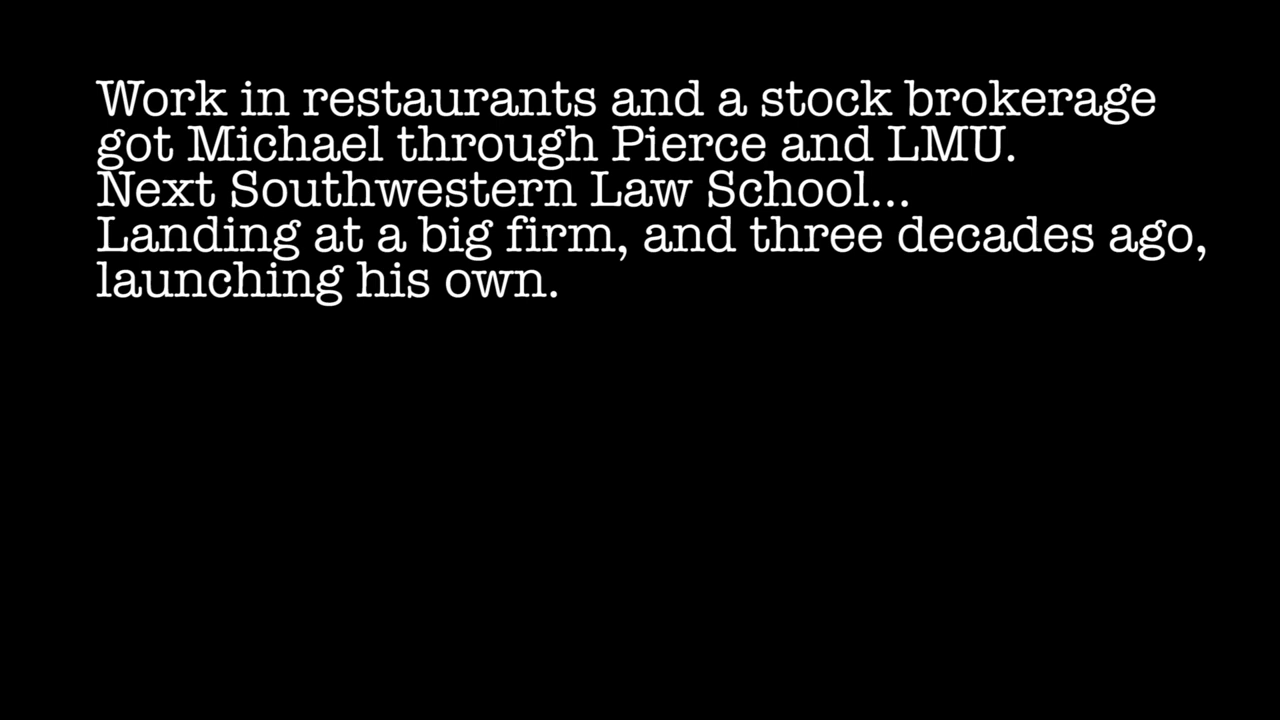 Work in restaurants and a stock brokerage
got Michael through Pierce and LMU.
Next Southwestern Law School...
Landing at a big firm, and three decades ago,
launching his own.